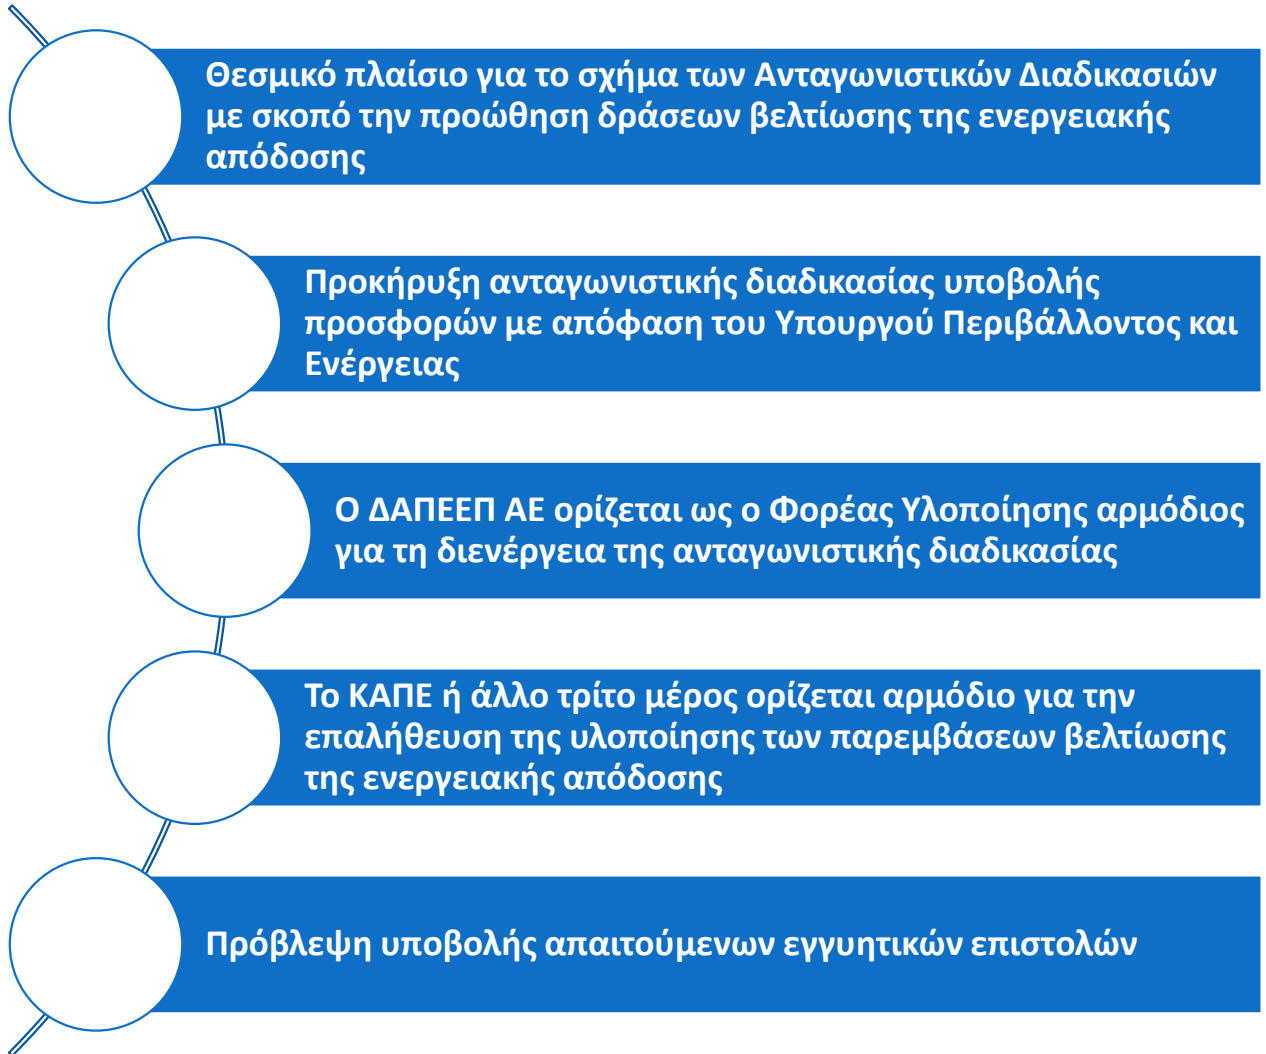 Θεσμικό πλαίσιο για το σχήμα των Ανταγωνιστικών Διαδικασιών
με σκοπό την προώθηση δράσεων βελτίωσης της ενεργειακής
απόδοσης
Προκήρυξη ανταγωνιστικής διαδικασίας υποβολής
προσφορών με απόφαση του Υπουργού Περιβάλλοντος και
Ενέργειας
Ο ΔΑΠΕΕΠ ΑΕ ορίζεται ως ο Φορέας Υλοποίησης αρμόδιος
για τη διενέργεια της ανταγωνιστικής διαδικασίας
Το ΚΑΠΕ ή άλλο τρίτο μέρος ορίζεται αρμόδιο για την
επαλήθευση της υλοποίησης των παρεμβάσεων βελτίωσης
της ενεργειακής απόδοσης
Πρόβλεψη υποβολής απαιτούμενων εγγυητικών επιστολών